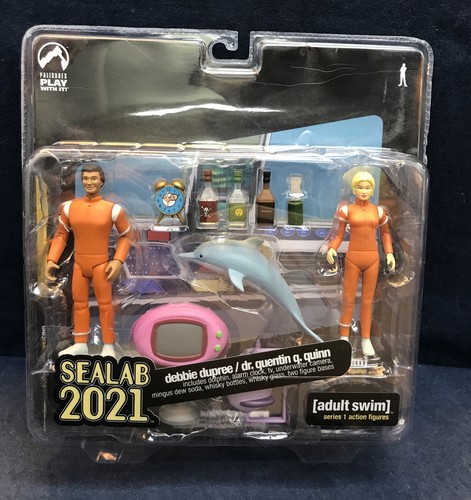 PALISADES
PLAY
WITH IT!
SEALAB
2021
debbie dupree / dr. quentin q. quinn
includes dolphin, alarm clock, tv, underwater camera,
mingus dew soda, whisky bottles, whisky glass, two figure bases
[adult swim]
series 1 action figures